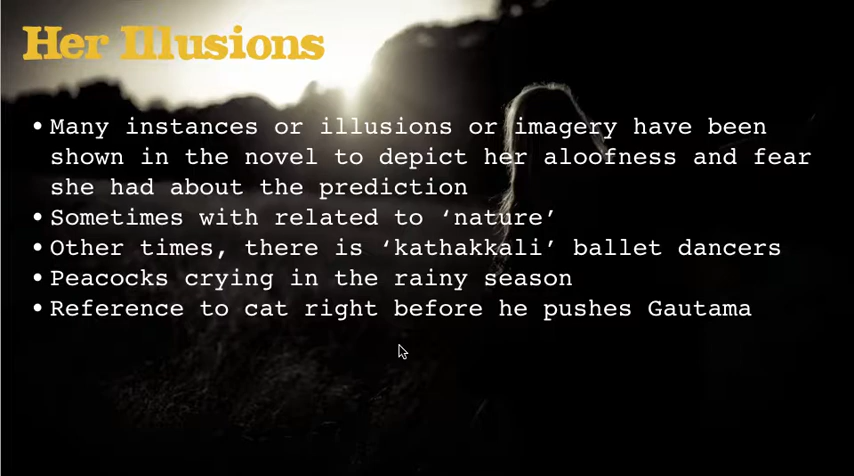 Her Illusions
• Many instances or illusions or imagery have been
shown in the novel to depict her aloofness and fear
she had about the prediction
• Sometimes with related to ‘nature’
• Other times, there is ‘kathakkali’ ballet dancers
• Peacocks crying in the rainy season
• Reference to cat right before he pushes Gautama